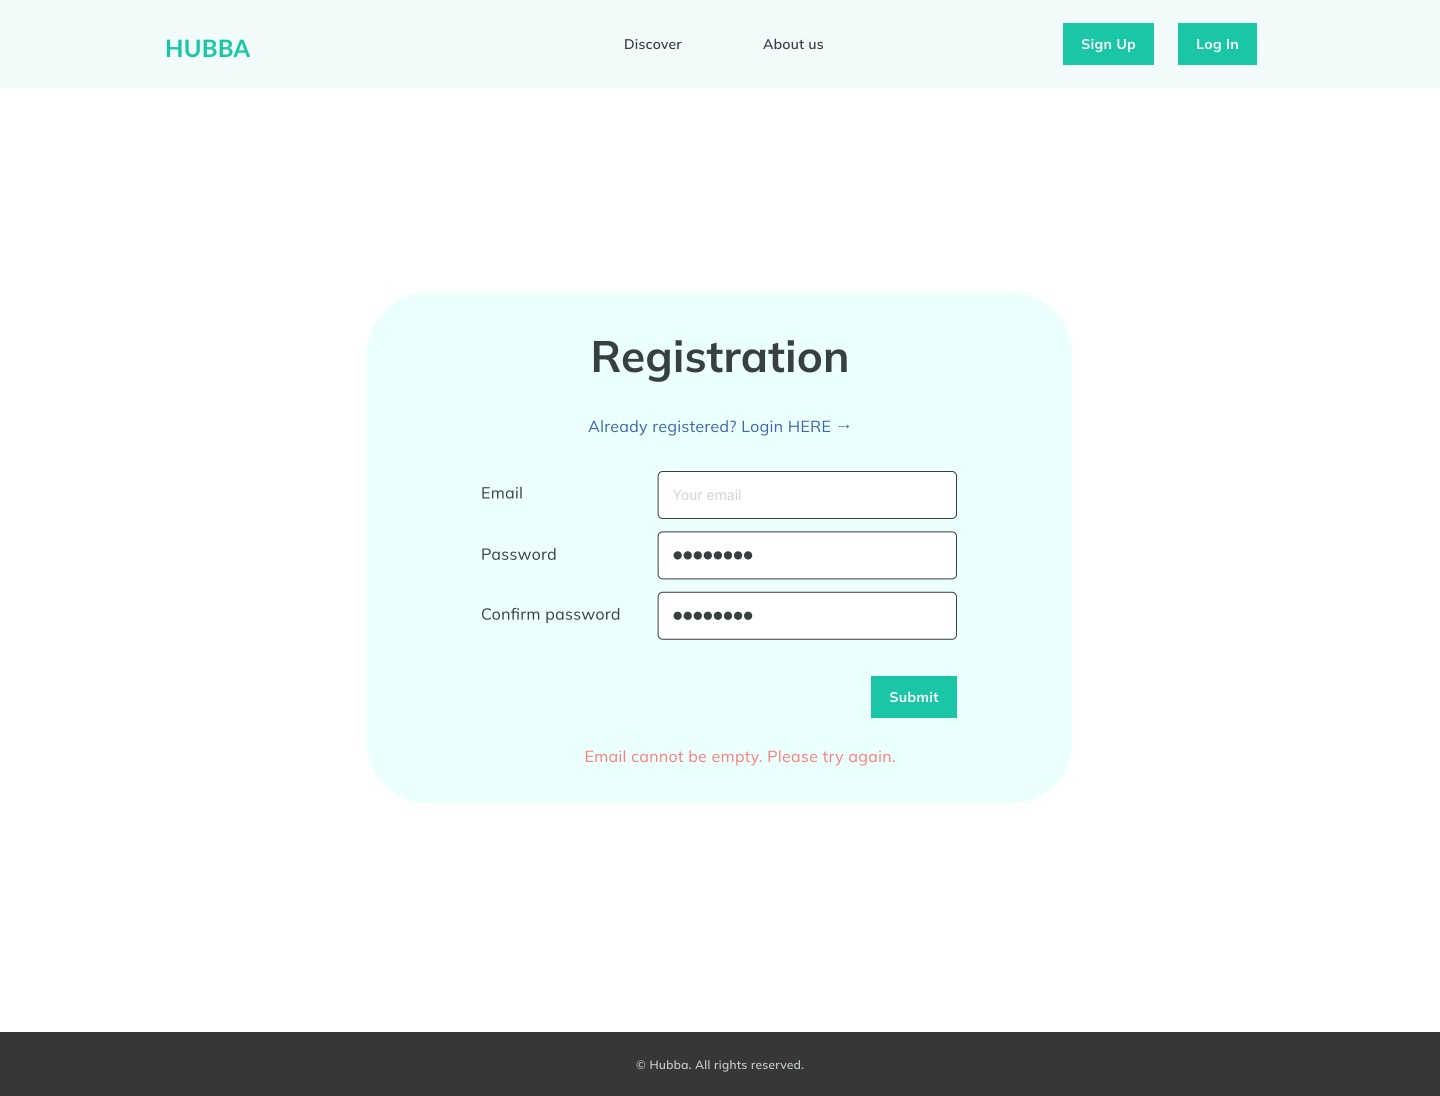 HUBBA
Discover
About us
Sign Up
Log In
Registration
Already registered? Login HERE →
Email
Your email
Password
●●●●●●●●
Confirm password
●●●●●●●●
Submit
Email cannot be empty. Please try again.
© Hubba. All rights reserved.